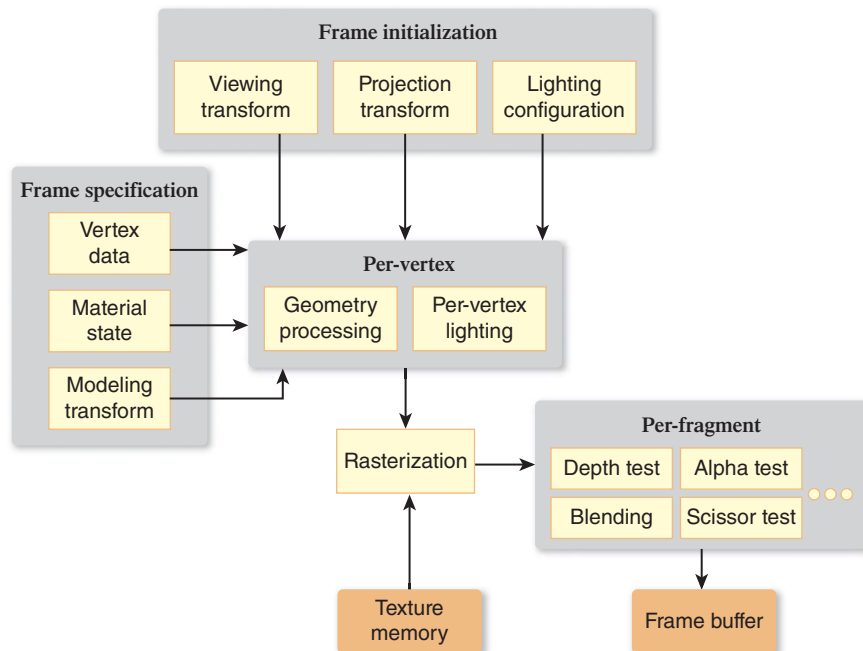 Frame initialization
Viewing
transform
Projection
transform
Lighting
configuration
Frame specification
Vertex
data
Material
state
Modeling
transform
Per-vertex
Geometry
processing
Per-vertex
lighting
Rasterization
Per-fragment
Depth test
Alpha test
Blending
Scissor test
Texture
memory
Frame buffer